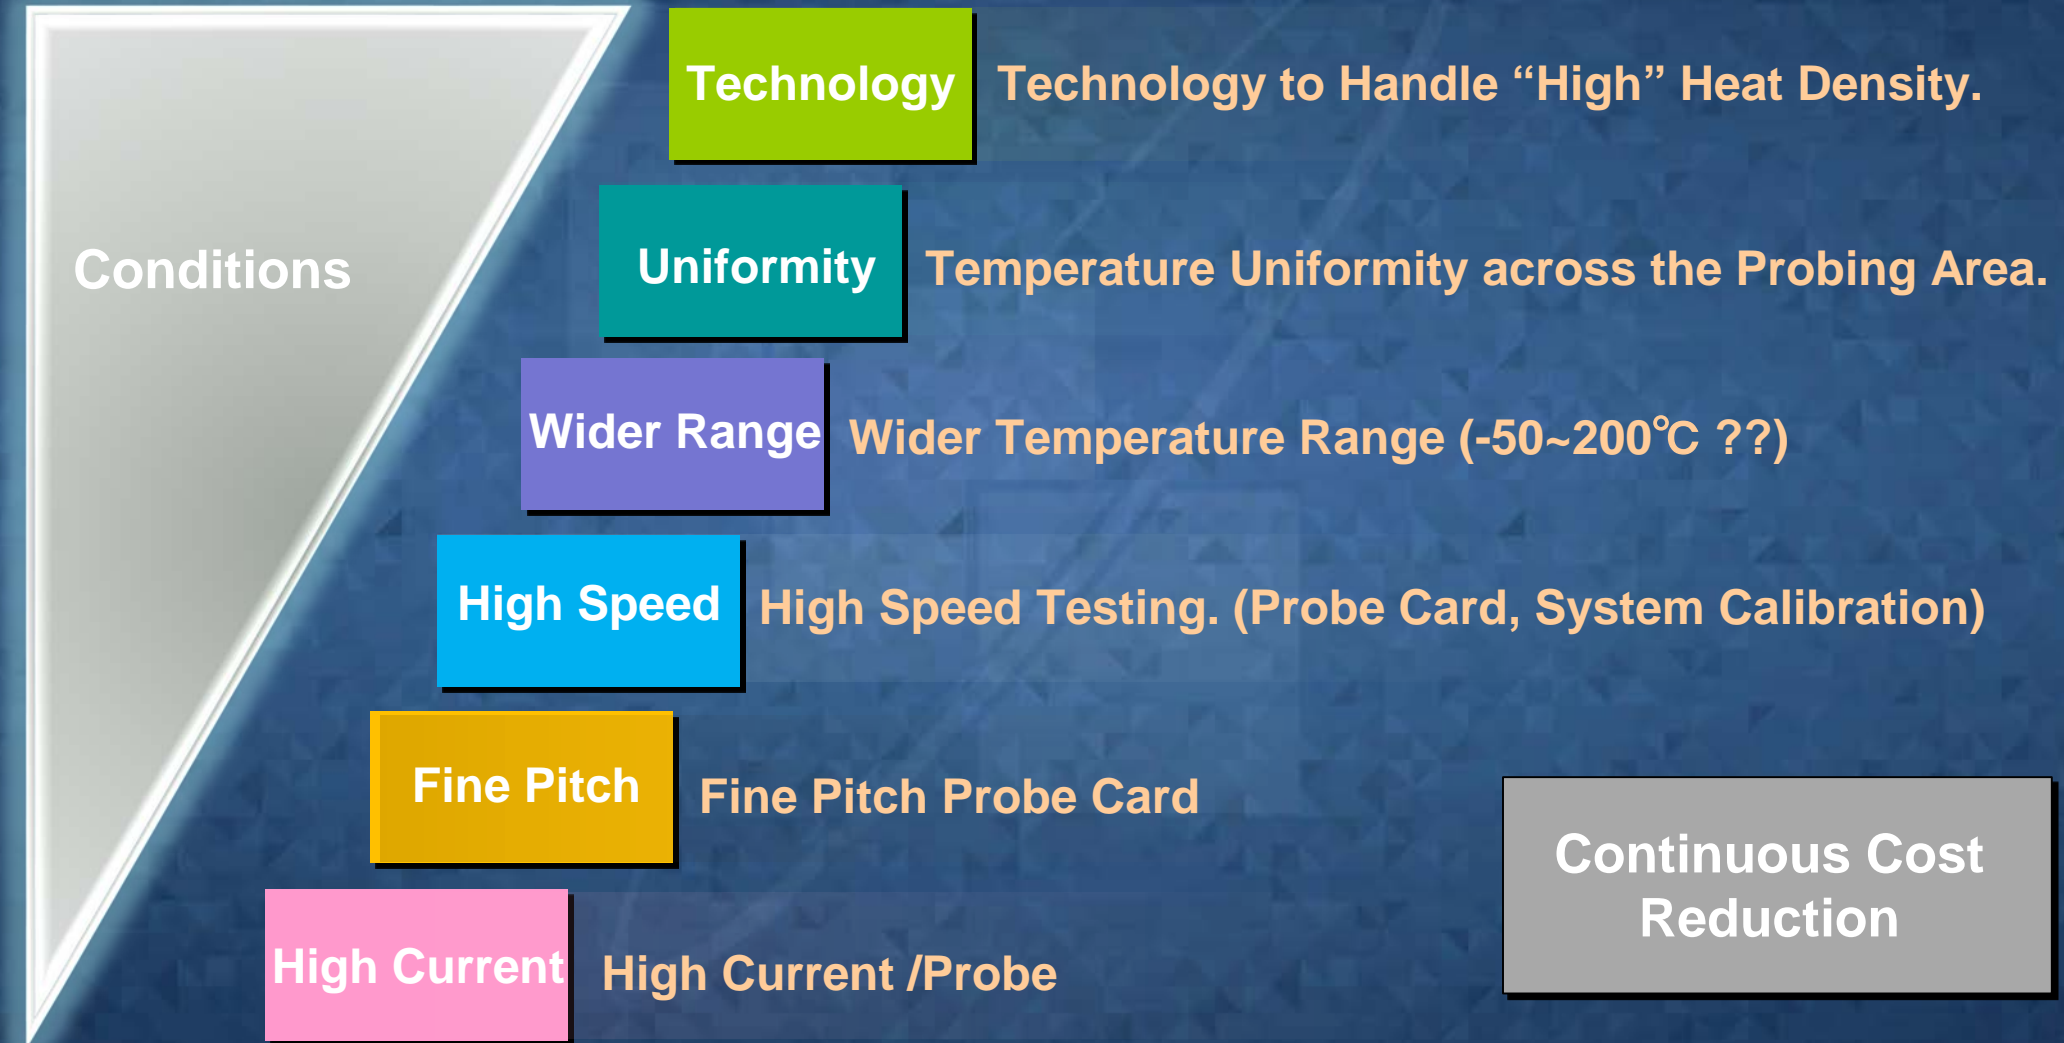 Technology
Technology to Handle “High” Heat Density.
Conditions
Uniformity
Temperature Uniformity across the Probing Area.
Wider Range
Wider Temperature Range (-50~200℃ ??)
High Speed
High Speed Testing. (Probe Card, System Calibration)
Fine Pitch
Fine Pitch Probe Card
Continuous Cost
Reduction
High Current
High Current /Probe